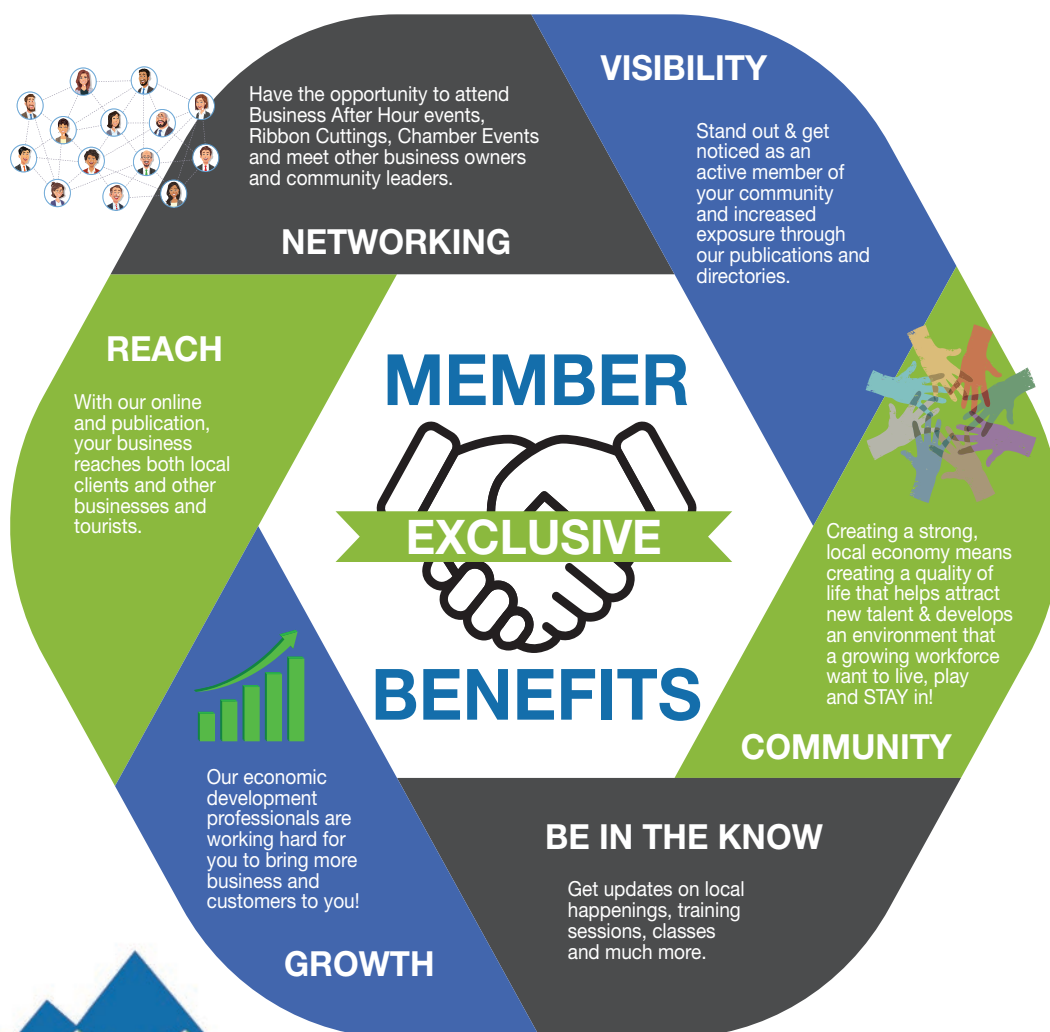 Have the opportunity to attend
Business After Hour events,
Ribbon Cuttings, Chamber Events
and meet other business owners
and community leaders.
NETWORKING
VISIBILITY
Stand out & get
noticed as an
active member of
your community
and increased
exposure through
our publications and
directories.
REACH
With our online
and publication,
your business
reaches both local
clients and other
businesses and
tourists.
MEMBER
EXCLUSIVE
BENEFITS
Creating a strong,
local economy means
creating a quality of
life that helps attract
new talent & develops
an environment that
a growing workforce
want to live, play
and STAY in!
COMMUNITY
Our economic
development
professionals are
working hard for
you to bring more
business and
customers to you!
GROWTH
BE IN THE KNOW
Get updates on local
happenings, training
sessions, classes
and much more.